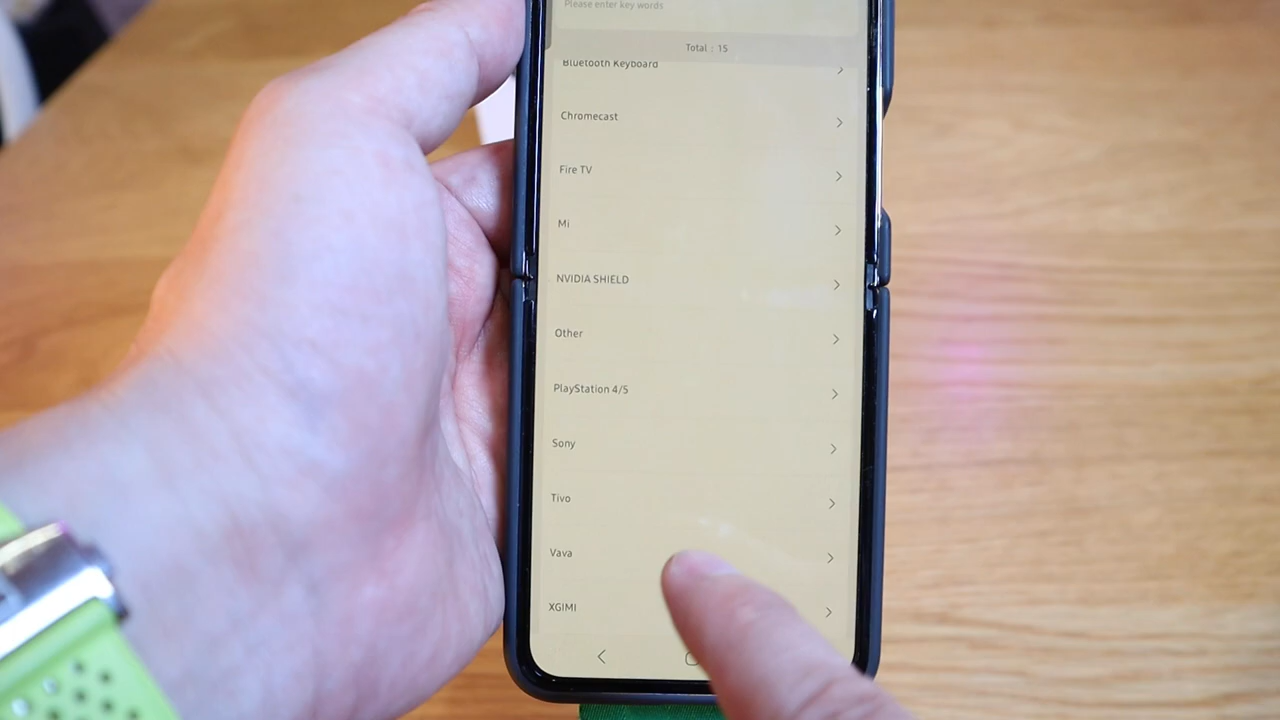 Please enter key words
Total : 15
Bluetooth Keyboard
Chromecast
Fire TV
Mi
NVIDIA SHIELD
Other
PlayStation 4/5
Sony
Tivo
Vava
XGIMI